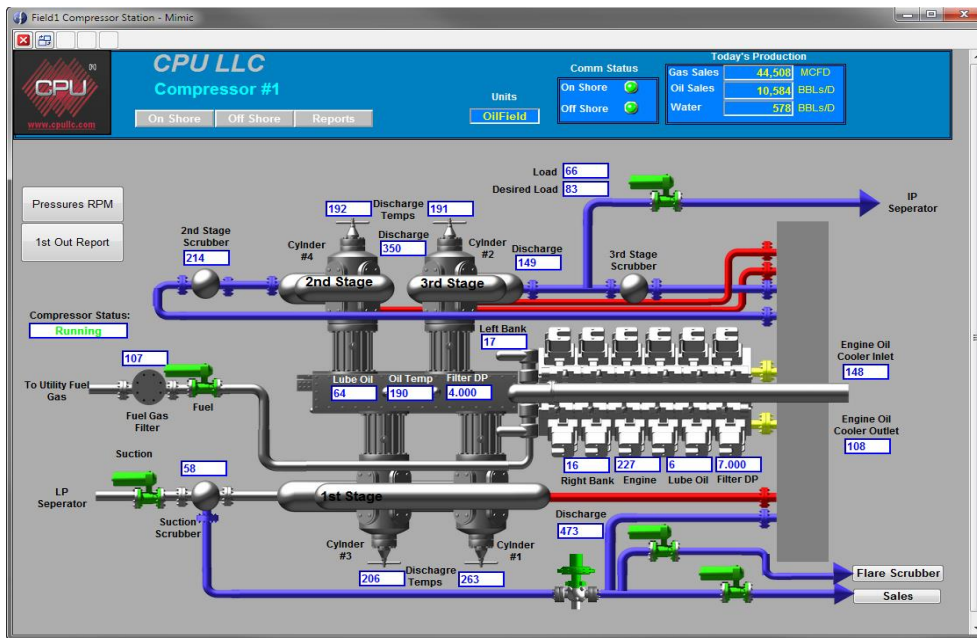 Field1 Compressor Station - Mimic
CPU
www.cpullc.com
CPU LLC
Compressor #1
On Shore
Off Shore
Reports
Units
OilField
Comm Status
On Shore
Off Shore
Today's Production
Gas Sales 44,508 MCFD
Oil Sales 10,584 BBLs/D
Water 578 BBLs/D
Pressures RPM
1st Out Report
Load 66
Desired Load 83
IP
Seperator
192
Discharge
Temps
191
2nd Stage
Scrubber
214
Cylnder
#4
Discharge
350
Cylnder
#2
Discharge
149
3rd Stage
Scrubber
2nd Stage
3rd Stage
Compressor Status:
Running
Left Bank
17
107
To Utility Fuel
Gas
Fuel Gas
Filter
Fuel
Lube Oil
64
Oil Temp
190
Filter DP
4.000
Engine Oil
Cooler Inlet
148
Engine Oil
Cooler Outlet
108
16
Right Bank
227
Engine
6
Lube Oil
7.000
Filter DP
Suction
58
LP
Seperator
Suction
Scrubber
1st Stage
Discharge
473
Cylnder
#3
Cylnder
#1
206
Dischagre
Temps
263
Flare Scrubber
Sales